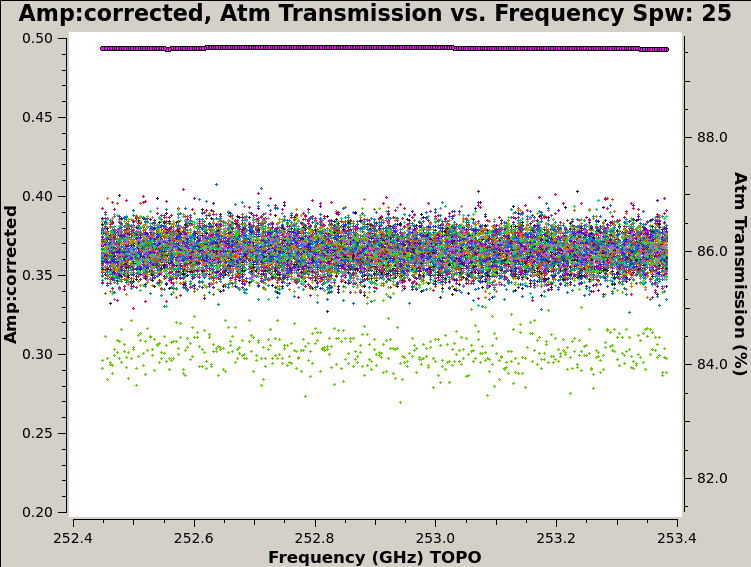 Amp:corrected, Atm Transmission vs. Frequency Spw: 25
0.50
0.45
0.40
0.35
0.30
0.25
0.20
Amp:corrected
88.0
86.0
84.0
82.0
Atm Transmission (%)
252.4 252.6 252.8 253.0 253.2 253.4
Frequency (GHz) TOPO